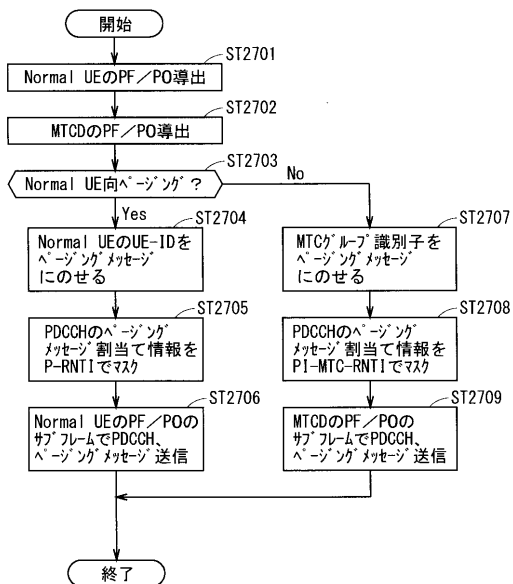 開始
ST2701
Normal UEのPF／PO導出
ST2702
MTCDのPF／PO導出
ST2703
Normal UE向ページング？
No
Yes
ST2704
Normal UEのUE-IDを
ページングメッセージ
にのせる
ST2705
PDCCHのページング
メッセージ割当て情報を
P-RNTIでマスク
ST2706
Normal UEのPF／POの
サブフレームでPDCCH、
ページングメッセージ送信
ST2707
MTCグループ識別子を
ページングメッセージ
にのせる
ST2708
PDCCHのページング
メッセージ割当て情報を
PI-MTC-RNTIでマスク
ST2709
MTCDのPF／POの
サブフレームでPDCCH、
ページングメッセージ送信
終了